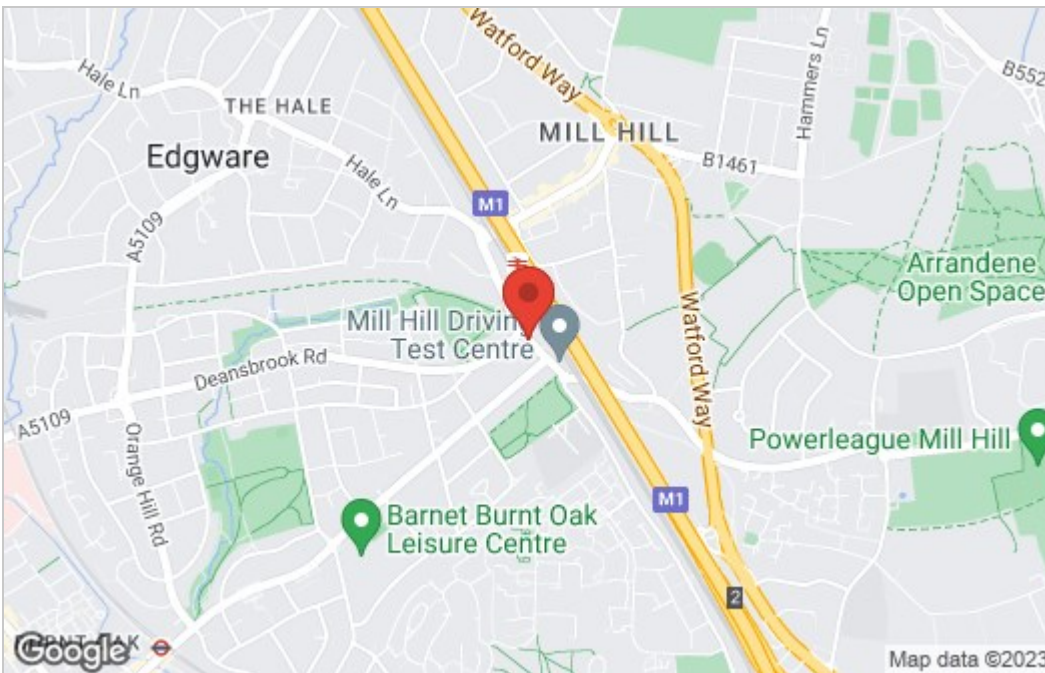 Watford Way
Hammers Ln
B552
Hale Ln
THE HALE
MILL HILL
Edgware
B1461
Hale Ln
M1
A5109
Arrandene
Open Space
Mill Hill Driving
Test Centre
Watford Way
Deansbrook Rd
A5109
Orange Hill Rd
Powerleague Mill Hill
M1
Barnet Burnt Oak
Leisure Centre
2
Google
Map data ©2023